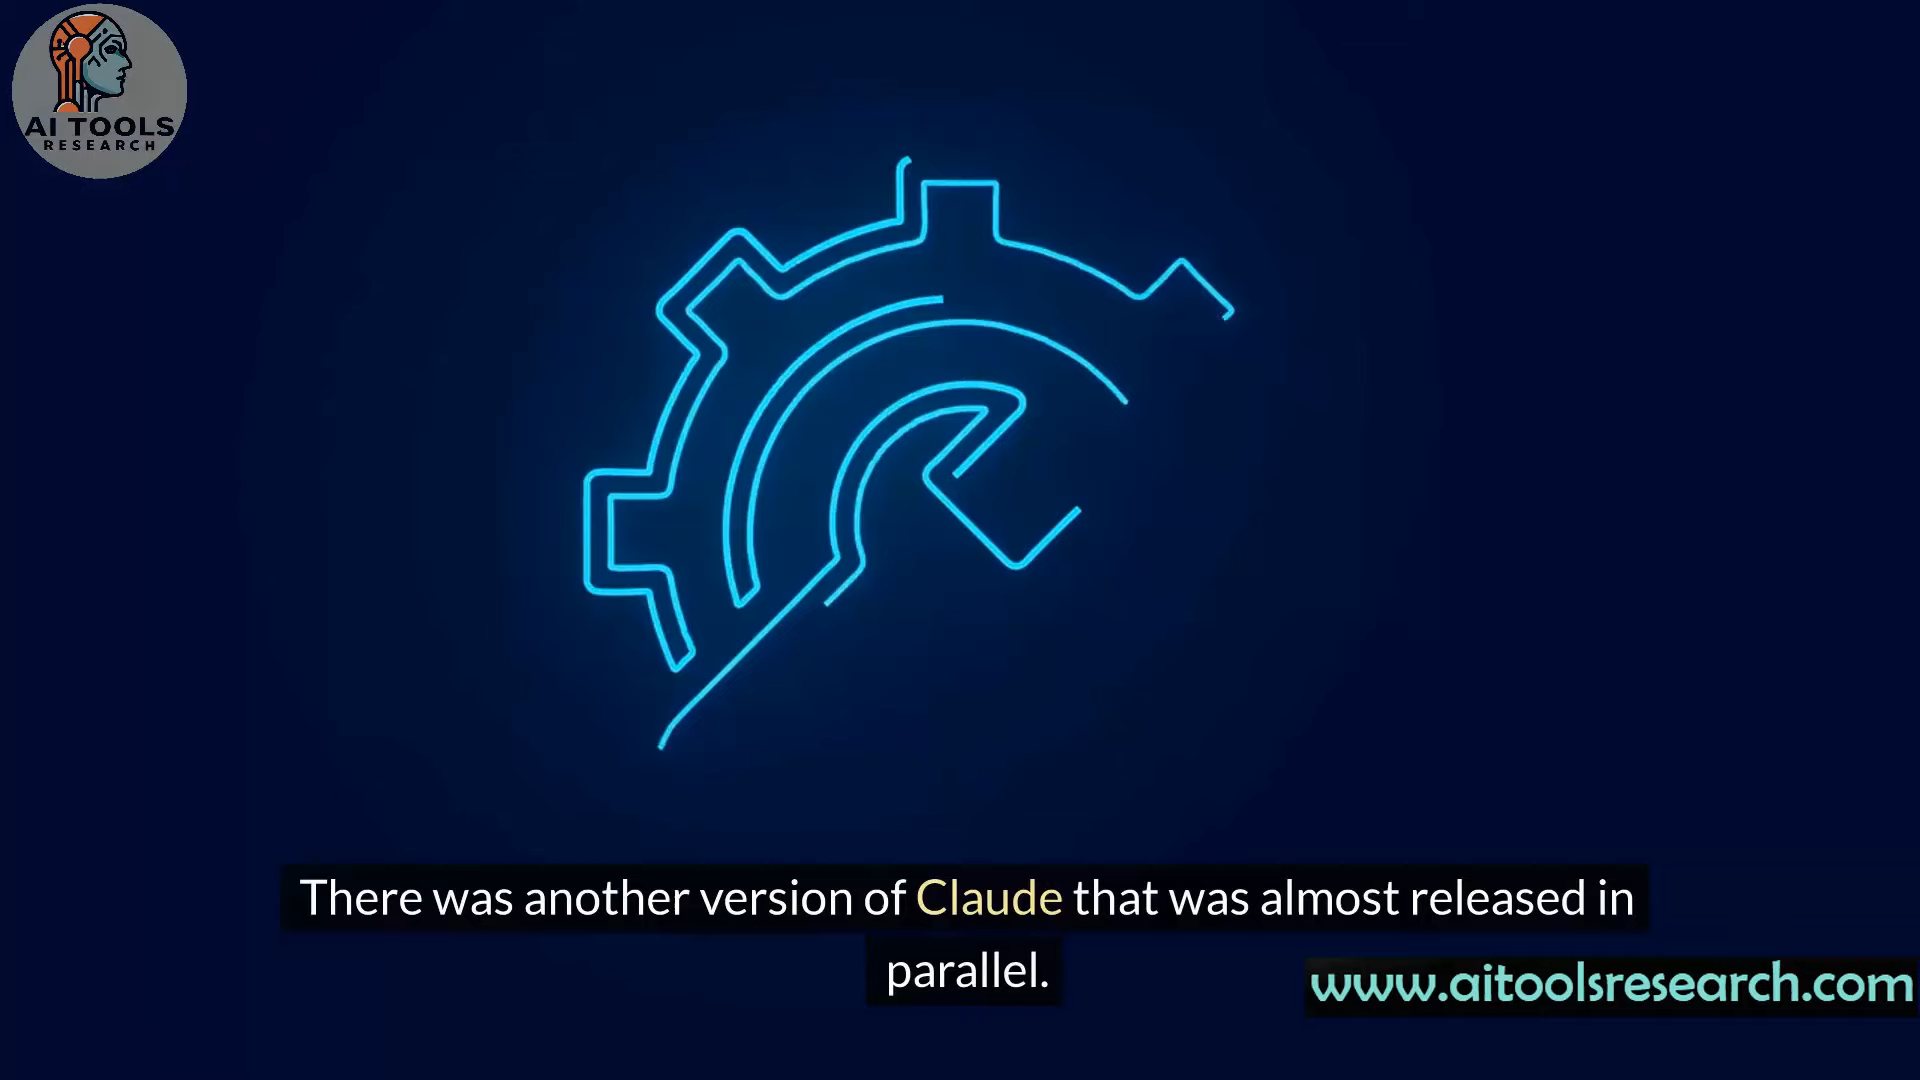 AI TOOLS
RESEARCH
There was another version of Claude that was almost released in
parallel.
www.aitoolsresearch.com